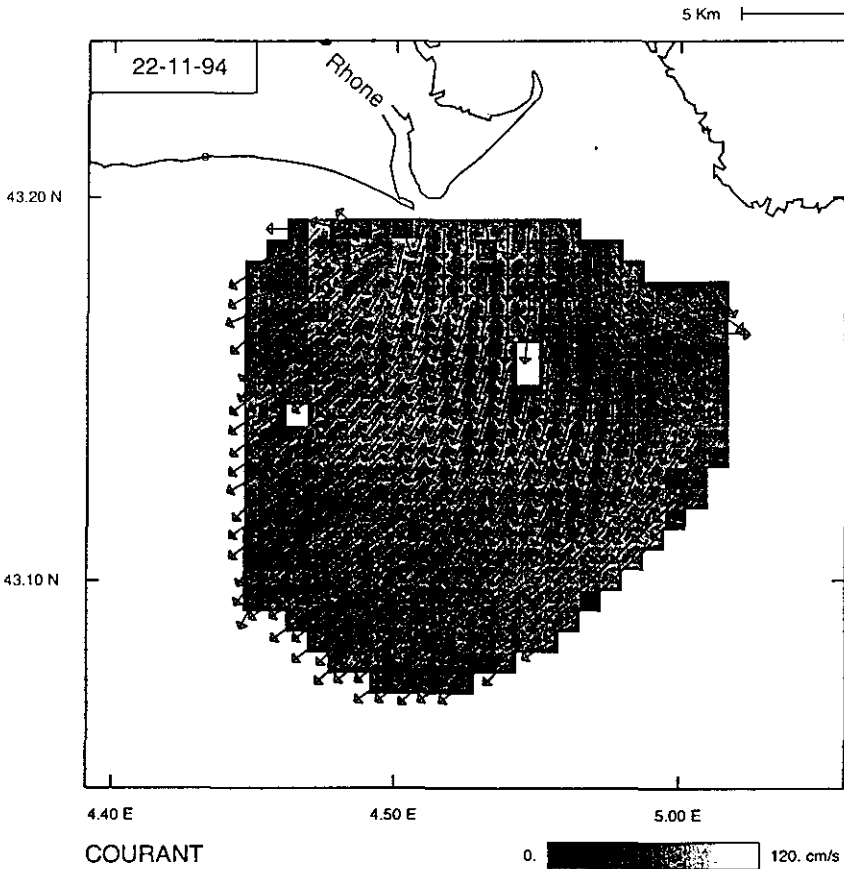 5 Km
22-11-94
Rhone
43.20 N
43.10 N
4.40 E
4.50 E
5.00 E
COURANT
0.
120. cm/s